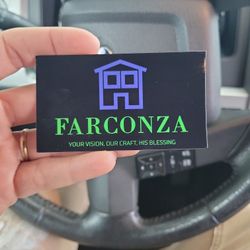 FARCONZA
YOUR VISION. OUR CRAFT. HIS BLESSING